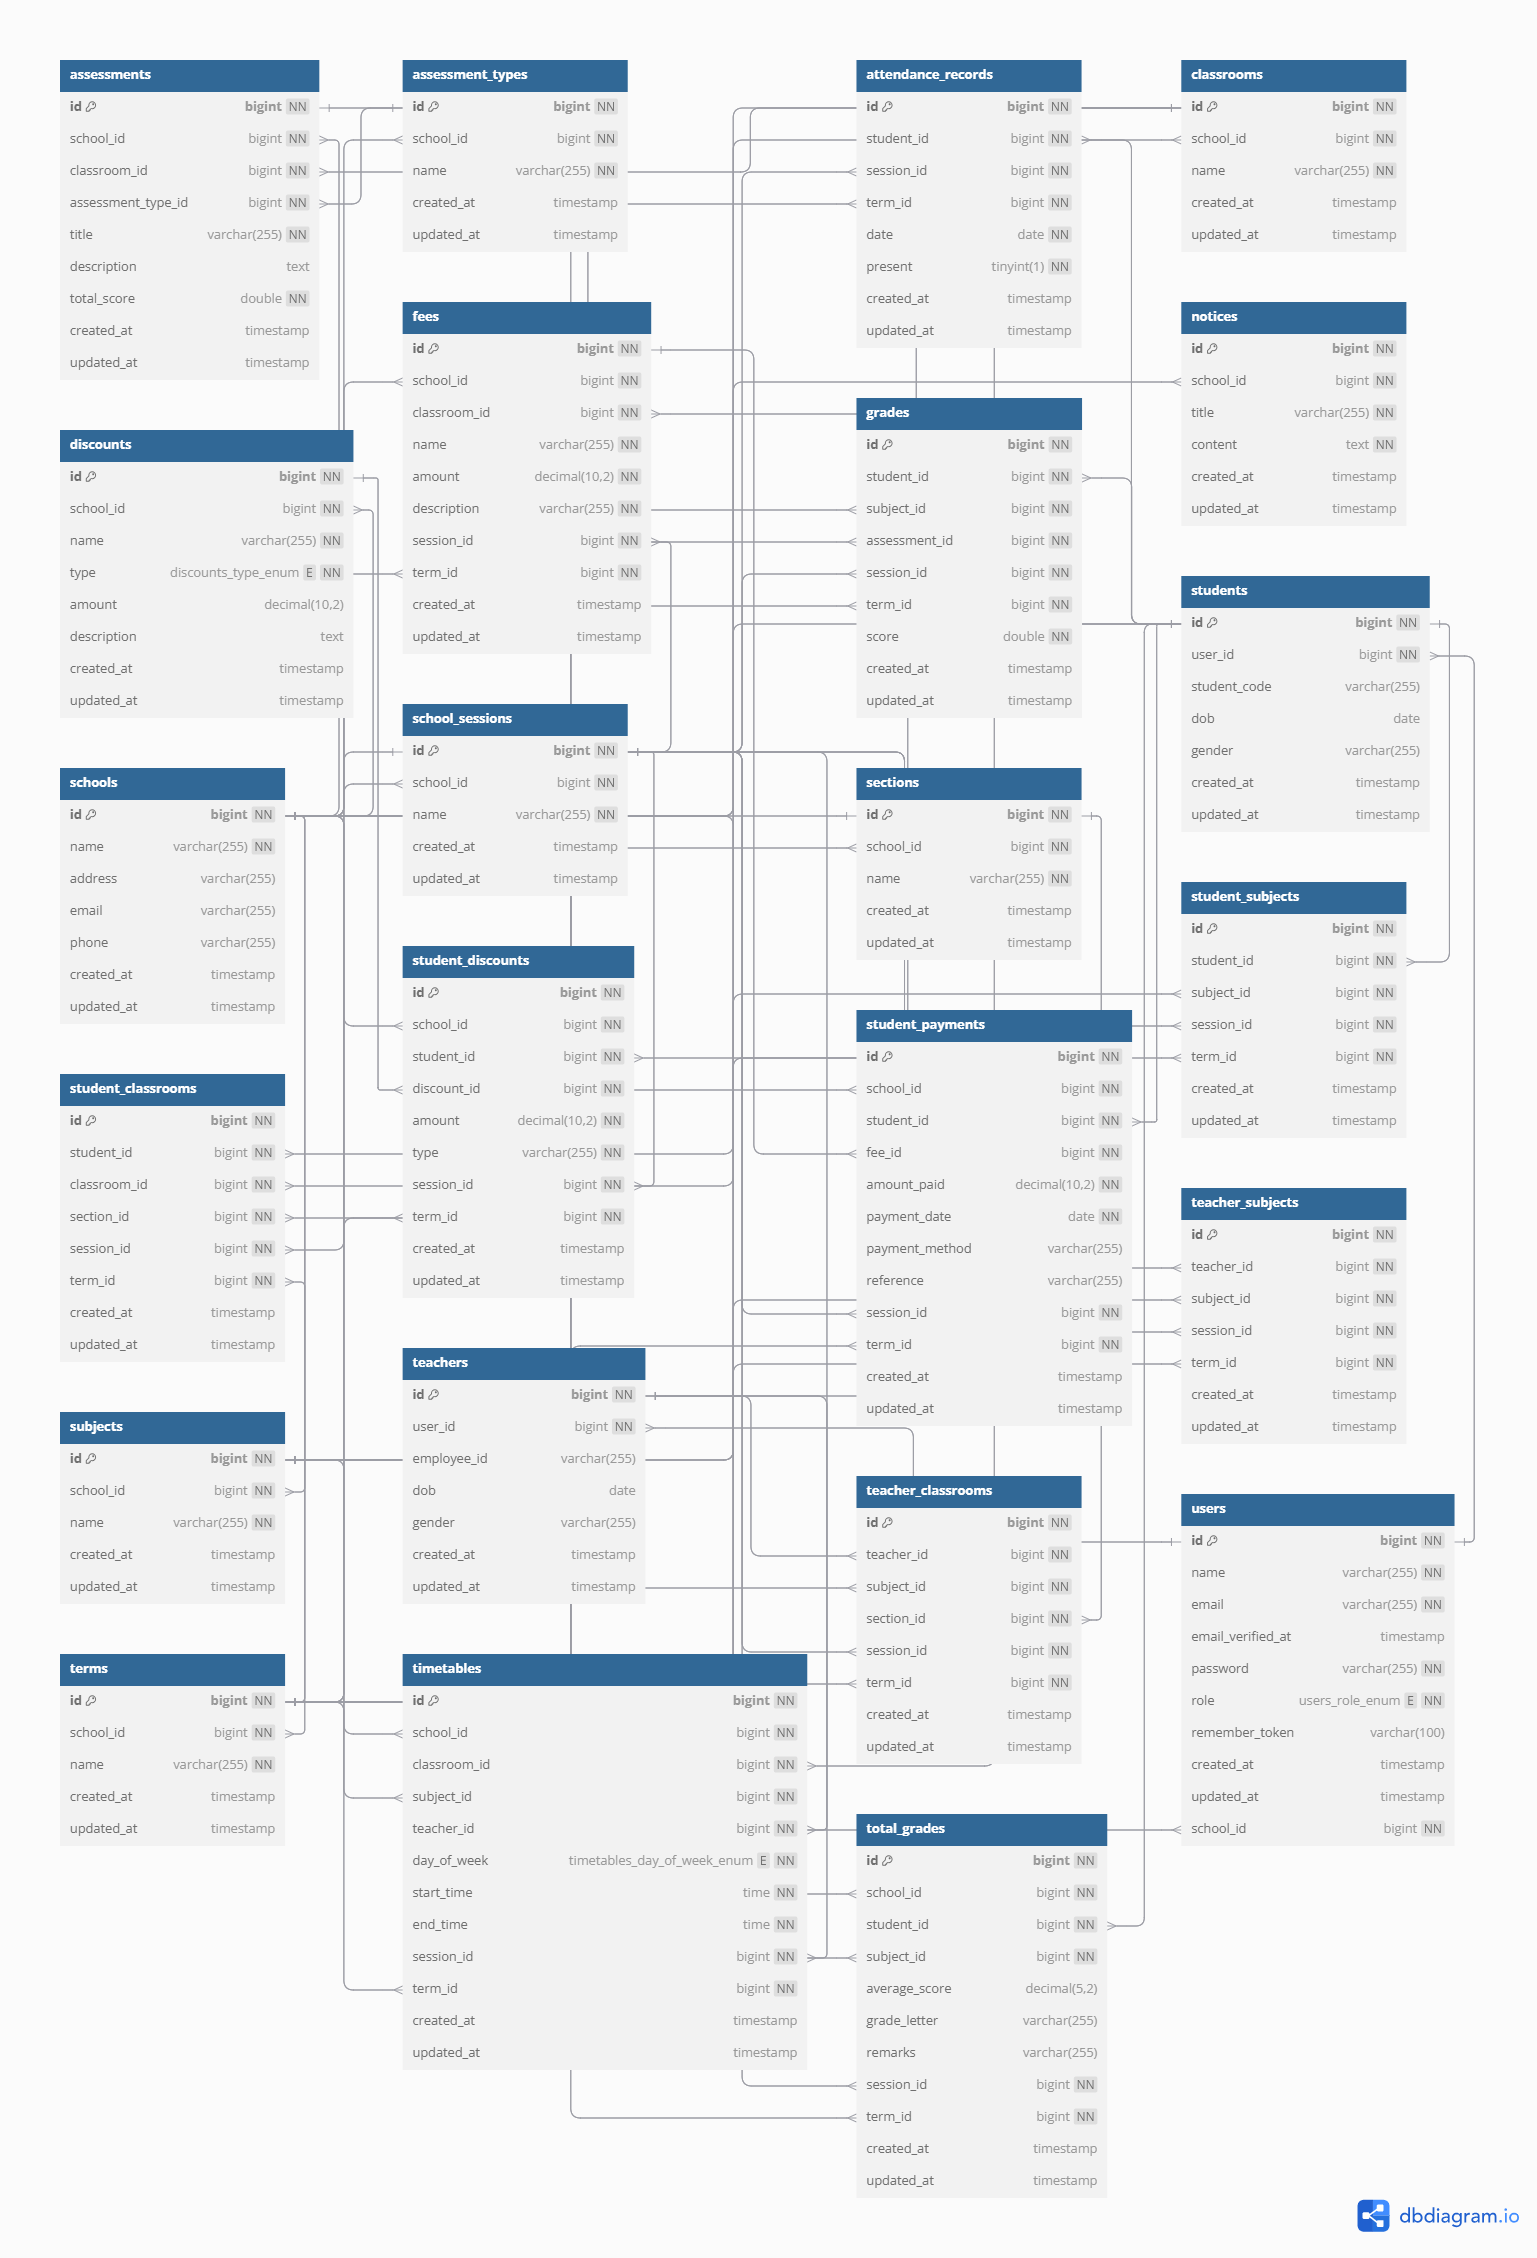 assessments
id bigint NN
school_id bigint NN
classroom_id bigint NN
assessment_type_id bigint NN
title varchar(255) NN
description text
total_score double NN
created_at timestamp
updated_at timestamp
discounts
id bigint NN
school_id bigint NN
name varchar(255) NN
type discounts_type_enum E NN
amount decimal(10,2)
description text
created_at timestamp
updated_at timestamp
schools
id bigint NN
name varchar(255) NN
address varchar(255)
email varchar(255)
phone varchar(255)
created_at timestamp
updated_at timestamp
student_classrooms
id bigint NN
student_id bigint NN
classroom_id bigint NN
section_id bigint NN
session_id bigint NN
term_id bigint NN
created_at timestamp
updated_at timestamp
subjects
id bigint NN
school_id bigint NN
name varchar(255) NN
created_at timestamp
updated_at timestamp
terms
id bigint NN
school_id bigint NN
name varchar(255) NN
created_at timestamp
updated_at timestamp
assessment_types
id bigint NN
school_id bigint NN
name varchar(255) NN
created_at timestamp
updated_at timestamp
fees
id bigint NN
school_id bigint NN
classroom_id bigint NN
name varchar(255) NN
amount decimal(10,2) NN
description varchar(255) NN
session_id bigint NN
term_id bigint NN
created_at timestamp
updated_at timestamp
school_sessions
id bigint NN
school_id bigint NN
name varchar(255) NN
created_at timestamp
updated_at timestamp
student_discounts
id bigint NN
school_id bigint NN
student_id bigint NN
discount_id bigint NN
amount decimal(10,2) NN
type varchar(255) NN
session_id bigint NN
term_id bigint NN
created_at timestamp
updated_at timestamp
teachers
id bigint NN
user_id bigint NN
employee_id varchar(255)
dob date
gender varchar(255)
created_at timestamp
updated_at timestamp
timetables
id bigint NN
school_id bigint NN
classroom_id bigint NN
subject_id bigint NN
teacher_id bigint NN
day_of_week timetables_day_of_week_enum E NN
start_time time NN
end_time time NN
session_id bigint NN
term_id bigint NN
created_at timestamp
updated_at timestamp
attendance_records
id bigint NN
student_id bigint NN
session_id bigint NN
term_id bigint NN
date date NN
present tinyint(1) NN
created_at timestamp
updated_at timestamp
grades
id bigint NN
student_id bigint NN
subject_id bigint NN
assessment_id bigint NN
session_id bigint NN
term_id bigint NN
score double NN
created_at timestamp
updated_at timestamp
sections
id bigint NN
school_id bigint NN
name varchar(255) NN
created_at timestamp
updated_at timestamp
student_payments
id bigint NN
school_id bigint NN
student_id bigint NN
fee_id bigint NN
amount_paid decimal(10,2) NN
payment_date date NN
payment_method varchar(255)
reference varchar(255)
session_id bigint NN
term_id bigint NN
created_at timestamp
updated_at timestamp
teacher_classrooms
id bigint NN
teacher_id bigint NN
subject_id bigint NN
section_id bigint NN
session_id bigint NN
term_id bigint NN
created_at timestamp
updated_at timestamp
total_grades
id bigint NN
school_id bigint NN
student_id bigint NN
subject_id bigint NN
average_score decimal(5,2)
grade_letter varchar(255)
remarks varchar(255)
session_id bigint NN
term_id bigint NN
created_at timestamp
updated_at timestamp
classrooms
id bigint NN
school_id bigint NN
name varchar(255) NN
created_at timestamp
updated_at timestamp
notices
id bigint NN
school_id bigint NN
title varchar(255) NN
content text NN
created_at timestamp
updated_at timestamp
students
id bigint NN
user_id bigint NN
student_code varchar(255)
dob date
gender varchar(255)
created_at timestamp
updated_at timestamp
student_subjects
id bigint NN
student_id bigint NN
subject_id bigint NN
session_id bigint NN
term_id bigint NN
created_at timestamp
updated_at timestamp
teacher_subjects
id bigint NN
teacher_id bigint NN
subject_id bigint NN
session_id bigint NN
term_id bigint NN
created_at timestamp
updated_at timestamp
users
id bigint NN
name varchar(255) NN
email varchar(255) NN
email_verified_at timestamp
password varchar(255) NN
role users_role_enum E NN
remember_token varchar(100)
created_at timestamp
updated_at timestamp
school_id bigint NN
dbdiagram.io